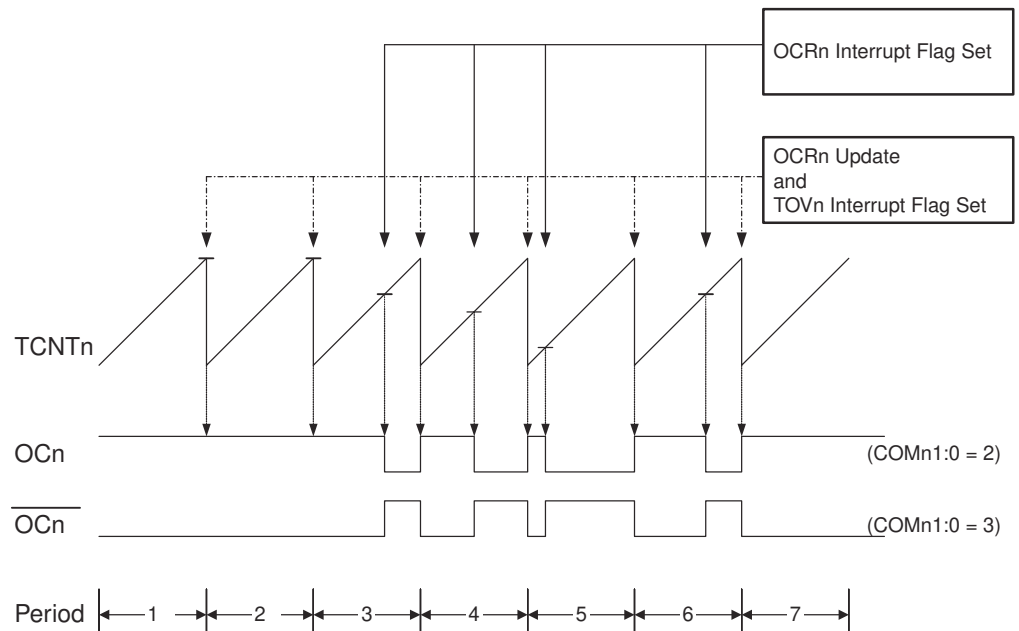 OCRn Interrupt Flag Set
OCRn Update
and
TOVn Interrupt Flag Set
TCNTn
OCn
(COMn1:0 = 2)
OCn
(COMn1:0 = 3)
Period
1
2
3
4
5
6
7